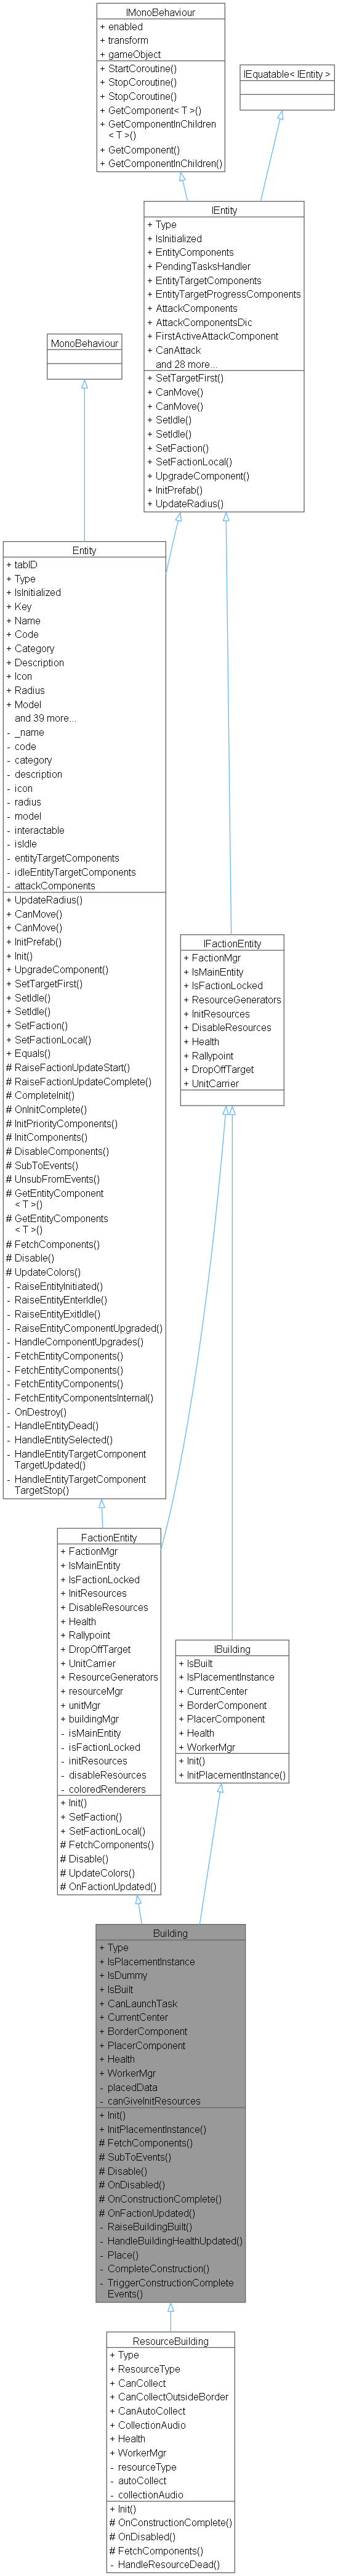 IMonoBehaviour
+ enabled
+ transform
+ gameObject
+ StartCoroutine()
+ StopCoroutine()
+ StopCoroutine()
+ GetComponent< T >()
+ GetComponentInChildren
< T >()
+ GetComponent()
+ GetComponentInChildren()
IEquatable< IEntity >
IEntity
+ Type
+ IsInitialized
+ EntityComponents
+ PendingTasksHandler
+ EntityTargetComponents
+ EntityTargetProgressComponents
+ AttackComponents
+ AttackComponentsDic
+ FirstActiveAttackComponent
+ CanAttack
and 28 more...
+ SetTargetFirst()
+ CanMove()
+ CanMove()
+ SetIdle()
+ SetIdle()
+ SetFaction()
+ SetFactionLocal()
+ UpgradeComponent()
+ InitPrefab()
+ UpdateRadius()
MonoBehaviour
Entity
+ tabID
+ Type
+ IsInitialized
+ Key
+ Name
+ Code
+ Category
+ Description
+ Icon
+ Radius
+ Model
and 39 more...
- _name
- code
- category
- description
- icon
- radius
- model
- interactable
- isIdle
- entityTargetComponents
- idleEntityTargetComponents
- attackComponents
+ UpdateRadius()
+ CanMove()
+ CanMove()
+ InitPrefab()
+ Init()
+ UpgradeComponent()
+ SetTargetFirst()
+ SetIdle()
+ SetIdle()
+ SetFaction()
+ SetFactionLocal()
+ Equals()
# RaiseFactionUpdateStart()
# RaiseFactionUpdateComplete()
# CompleteInit()
# OnInitComplete()
# InitPriorityComponents()
# InitComponents()
# DisableComponents()
# SubToEvents()
# UnsubFromEvents()
# GetEntityComponent
< T >()
# GetEntityComponents
< T >()
# FetchComponents()
# Disable()
# UpdateColors()
- RaiseEntityInitiated()
- RaiseEntityEnterIdle()
- RaiseEntityExitIdle()
- RaiseEntityComponentUpgraded()
- HandleComponentUpgrades()
- FetchEntityComponents()
- FetchEntityComponents()
- FetchEntityComponents()
- FetchEntityComponentsInternal()
- OnDestroy()
- HandleEntityDead()
- HandleEntitySelected()
- HandleEntityTargetComponent
TargetUpdated()
- HandleEntityTargetComponent
TargetStop()
IFactionEntity
+ FactionMgr
+ IsMainEntity
+ IsFactionLocked
+ ResourceGenerators
+ InitResources
+ DisableResources
+ Health
+ Rallypoint
+ DropOffTarget
+ UnitCarrier
FactionEntity
+ FactionMgr
+ IsMainEntity
+ IsFactionLocked
+ InitResources
+ DisableResources
+ Health
+ Rallypoint
+ DropOffTarget
+ UnitCarrier
+ ResourceGenerators
+ resourceMgr
+ unitMgr
+ buildingMgr
- isMainEntity
- isFactionLocked
- initResources
- disableResources
- coloredRenderers
+ Init()
+ SetFaction()
+ SetFactionLocal()
# FetchComponents()
# Disable()
# UpdateColors()
# OnFactionUpdated()
IBuilding
+ IsBuilt
+ IsPlacementInstance
+ CurrentCenter
+ BorderComponent
+ PlacerComponent
+ Health
+ WorkerMgr
+ Init()
+ InitPlacementInstance()
Building
+ Type
+ IsPlacementInstance
+ IsDummy
+ IsBuilt
+ CanLaunchTask
+ CurrentCenter
+ BorderComponent
+ PlacerComponent
+ Health
+ WorkerMgr
- placedData
- canGiveInitResources
+ Init()
+ InitPlacementInstance()
# FetchComponents()
# SubToEvents()
# Disable()
# OnDisabled()
# OnConstructionComplete()
# OnFactionUpdated()
- RaiseBuildingBuilt()
- HandleBuildingHealthUpdated()
- Place()
- CompleteConstruction()
- TriggerConstructionComplete
Events()
ResourceBuilding
+ Type
+ ResourceType
+ CanCollect
+ CanCollectOutsideBorder
+ CanAutoCollect
+ CollectionAudio
+ Health
+ WorkerMgr
- resourceType
- autoCollect
- collectionAudio
+ Init()
# OnConstructionComplete()
# OnDisabled()
# FetchComponents()
- HandleResourceDead()